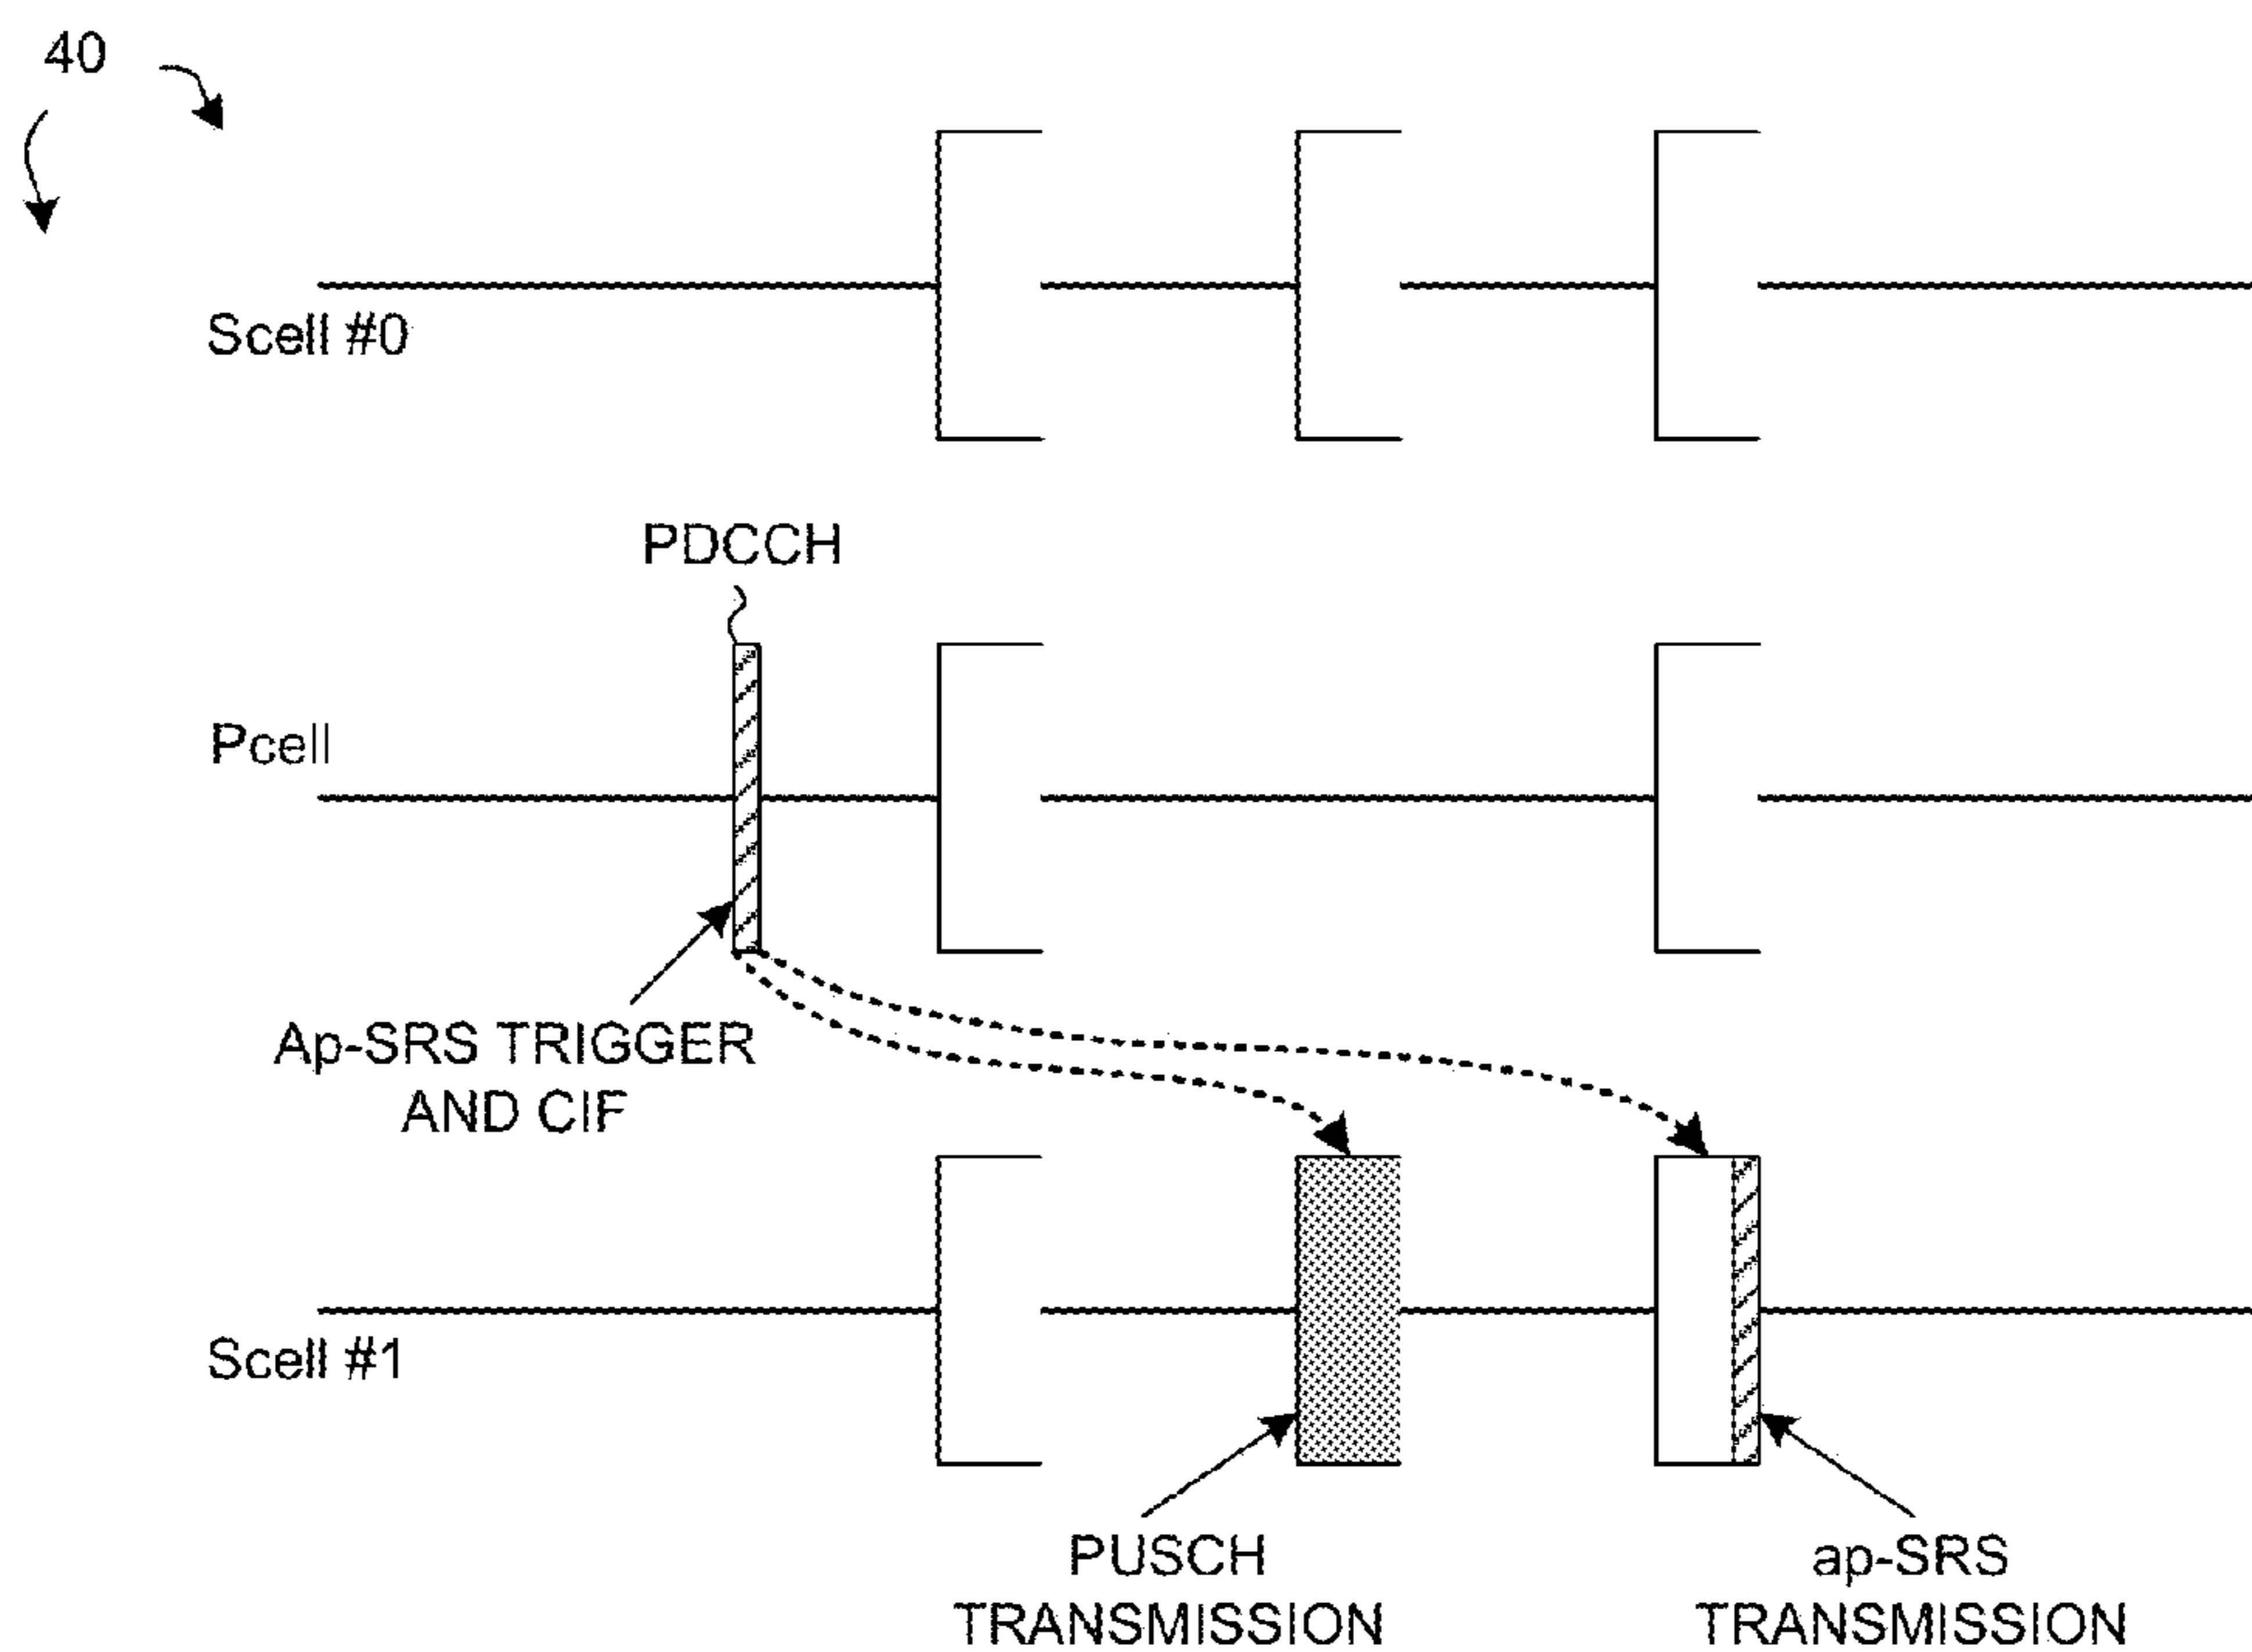 40
Scell #0
PDCCH
Pcell
Ap-SRS TRIGGER
AND CIF
Scell #1
PUSCH
TRANSMISSION
ap-SRS
TRANSMISSION